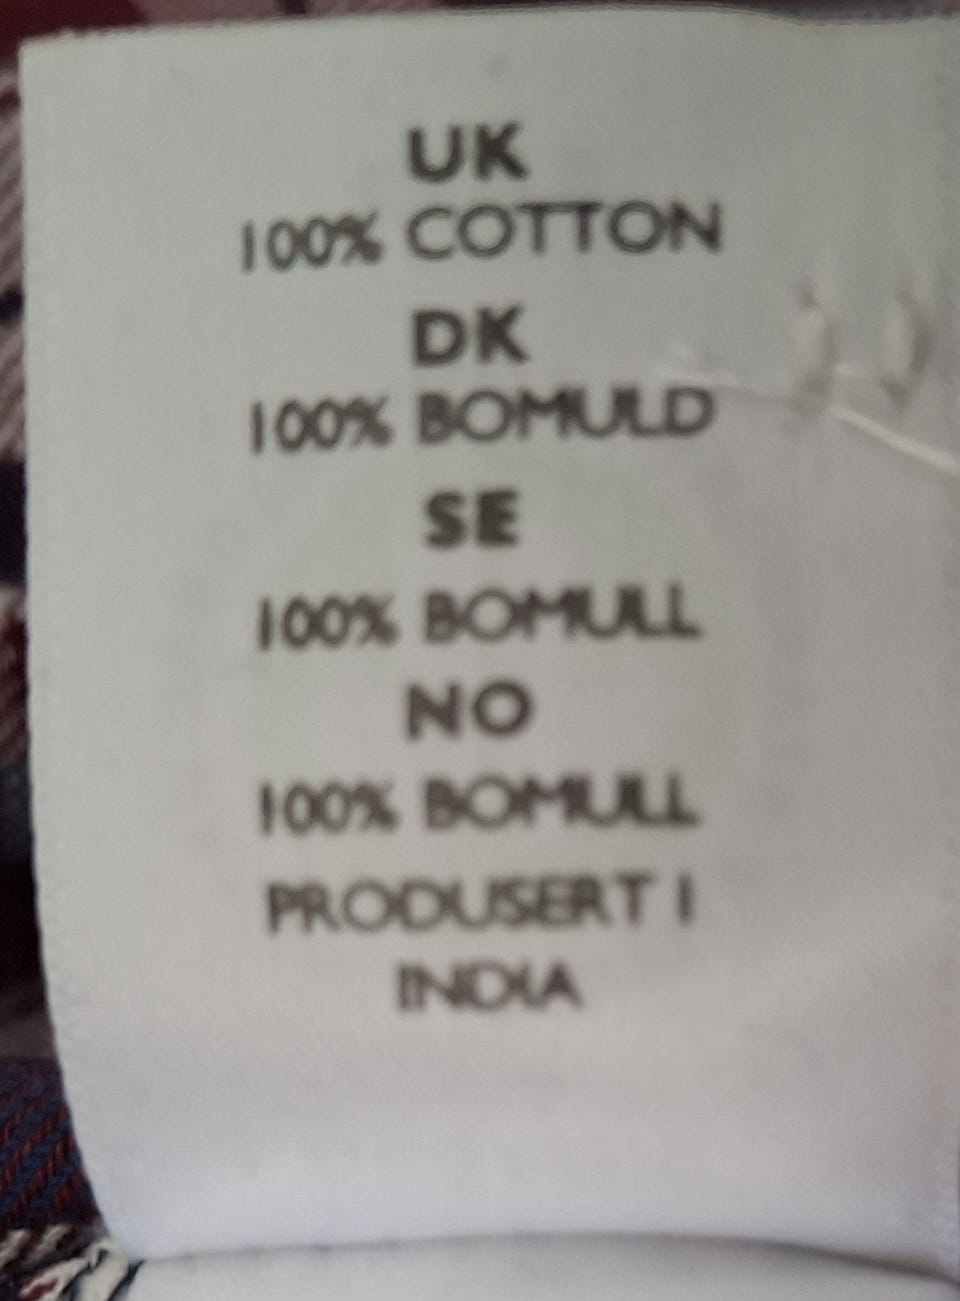 UK
100% COTTON
DK
100% BOMULD
SE
100% BOMULL
NO
100% BOMULL
PRODUSERT I
INDIA